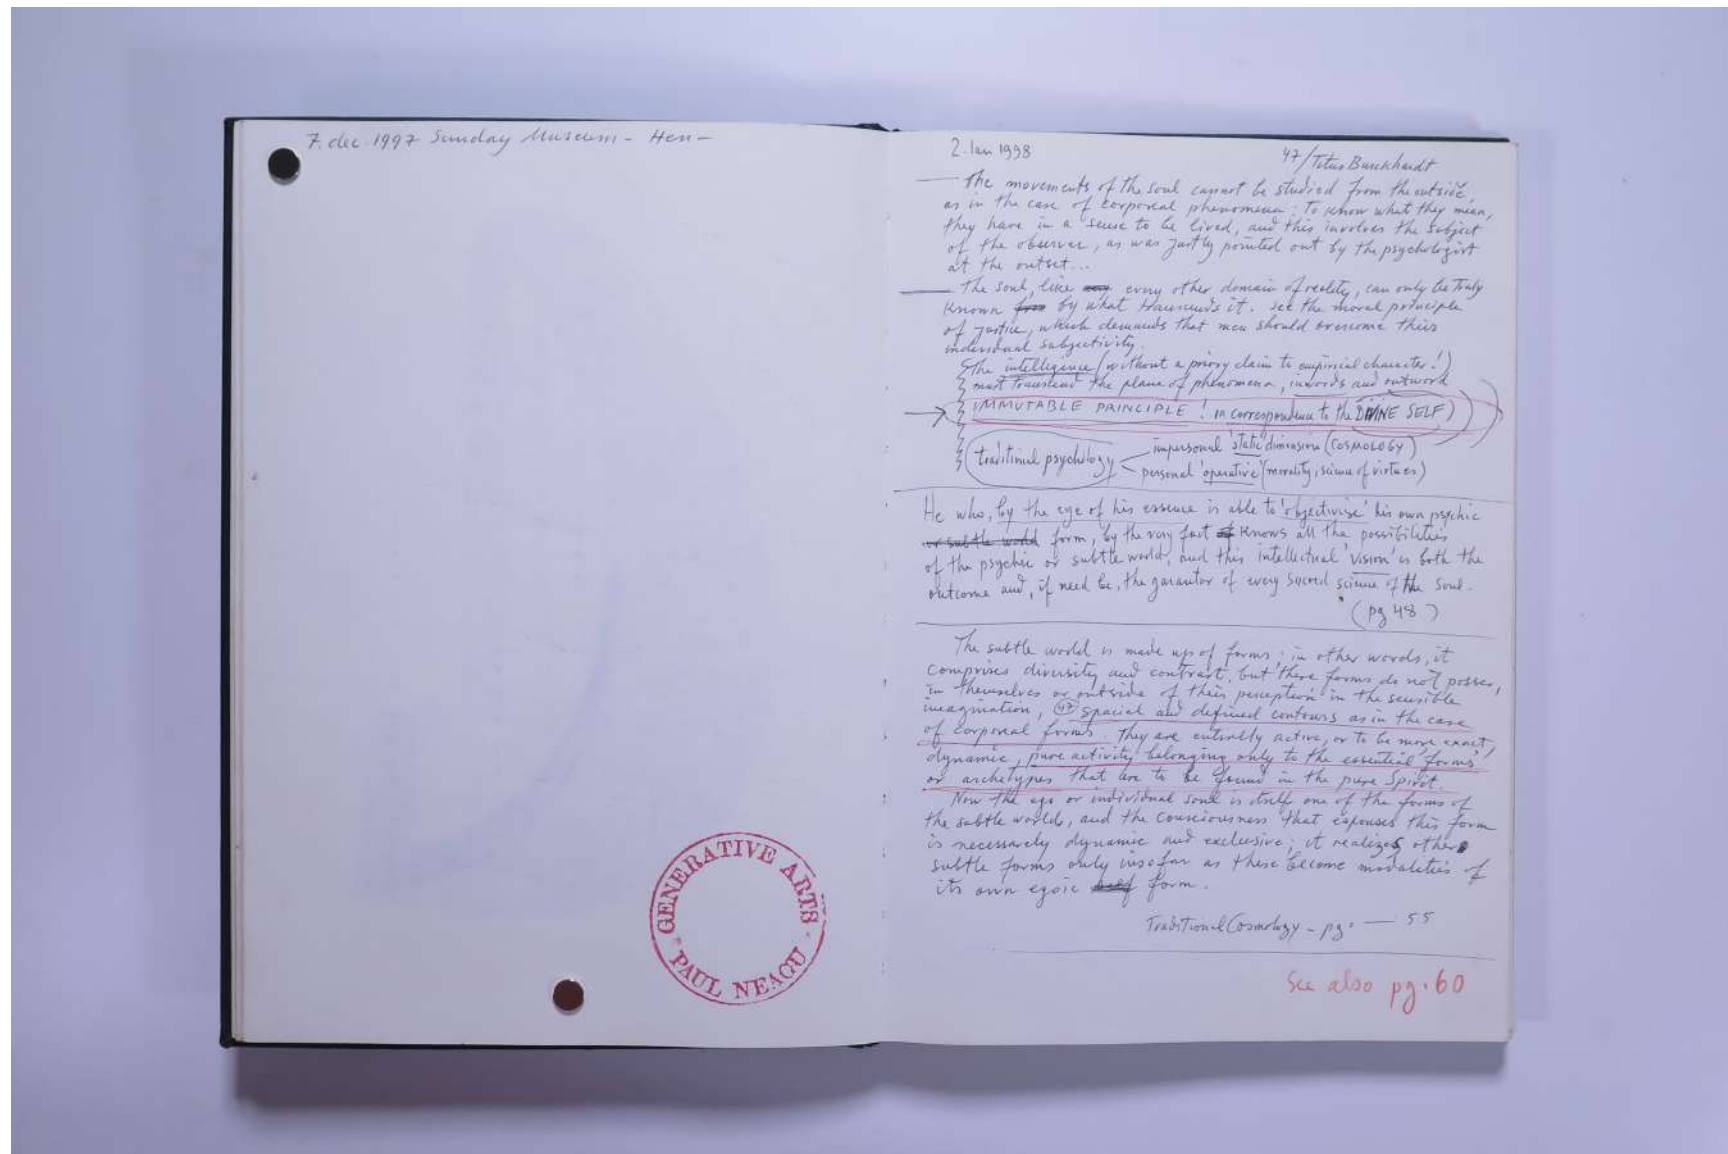 7. dec. 1997 Sunday Museum - Hen -
GENERATIVE ARTS
PAUL NEAGU
2. Jan 1998
47/Titus Burckhardt
The movements of the soul cannot be studied from the outside,
as in the case of corporeal phenomena; to know what they mean,
they have in a sense to be lived, and this involves the subject
of the observer, as was justly pointed out by the psychologist
at the outset...
The soul, like every other domain of reality, can only be truly
known by what transcends it. see the moral principle
of justice, which demands that men should overcome their
individual subjectivity.
The intelligence (without a priory claim to empirical character!)
must transcend the plane of phenomena, inwords and outwork
IMMUTABLE PRINCIPLE! in correspondence to the DIVINE SELF)
traditional psychology
impersonal 'static' dimension (COSMOLOGY)
personal 'operative' (morality, science of virtues)
He who, by the eye of his essence is able to 'objectivise' his own psychic
or subtle world form, by the very fact knows all the possibilities
of the psychic or subtle world, and this intellectual 'vision' is both the
outcome and, if need be, the garantor of every sacred science of the soul.
(pg 48)
The subtle world is made up of forms; in other words, it
comprises diversity and contrast, but these forms do not posses,
in themselves or outside of their perception in the sensible
imagination, (47) spacial and defined contours as in the case
of corporeal forms. They are entirely active, or to be more exact,
dynamic, pure activity belonging only to the essential 'forms'
or archetypes that are to be found in the pure Spirit.
Now the ego or individual soul is itself one of the forms of
the subtle world, and the consciousness that espouses this form
is necessarely dynamic and exclusive; it realizes other
subtle forms only insofar as these become modalities of
its own egoic form.
Traditional Cosmology - pg. — 55
See also pg. 60